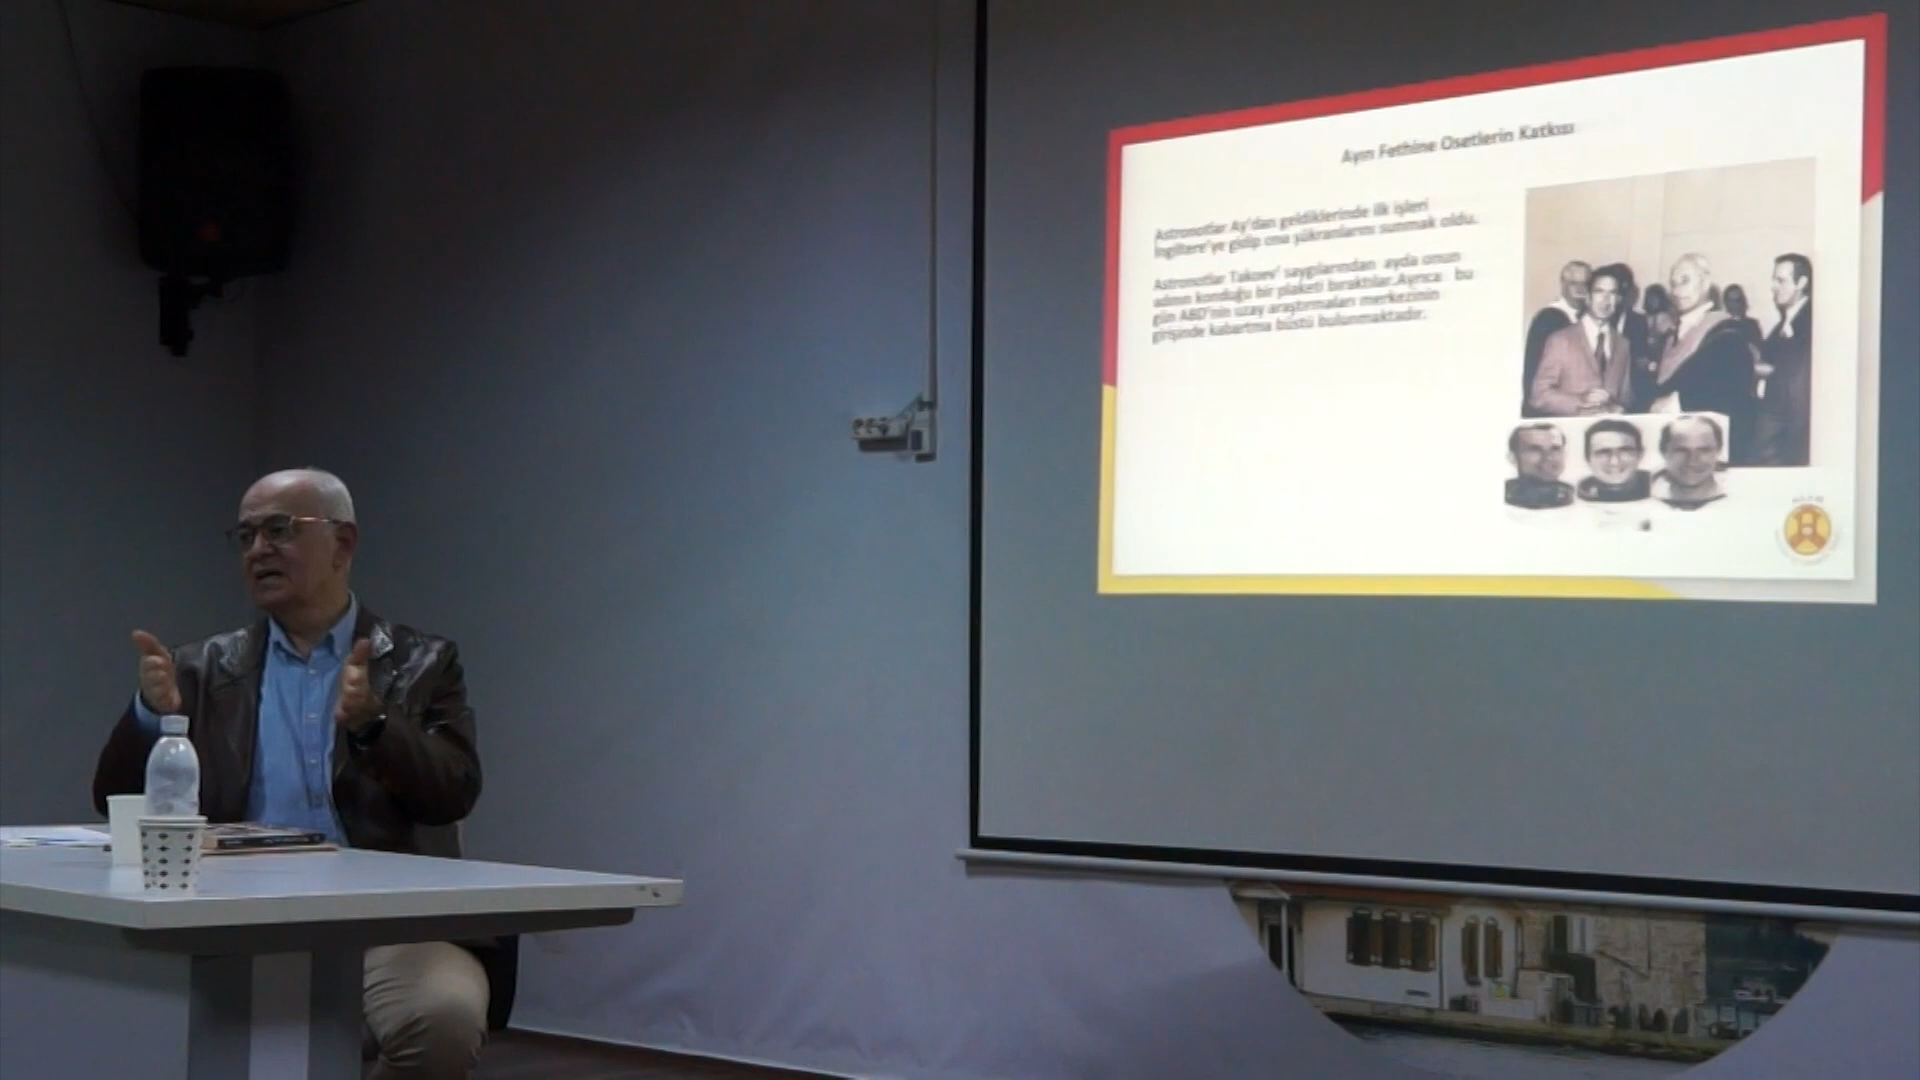 Ayın Fethine Osetlerin Katkısı
Astronotlar Ay'dan geldiklerinde ilk işleri
İngiltere'ye gidip ona şükranlarını sunmak oldu.
Astronotlar Tokoev' saygılarından ayda onun
adının konduğu bir plaketi bıraktılar.Ayrıca bu
gün ABD'nin uzay araştırmaları merkezinin
girişinde kabartma büstü bulunmaktadır.